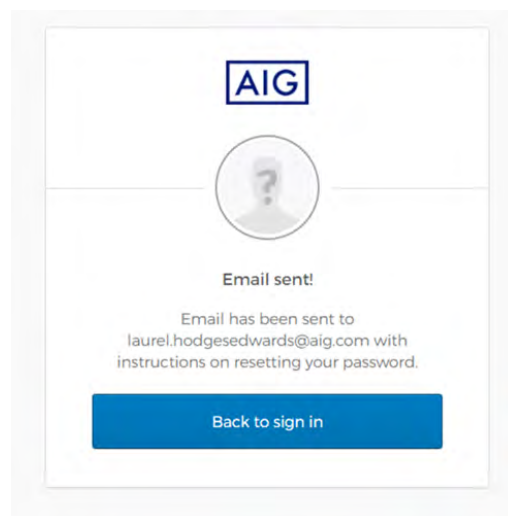 AIG
?
Email sent!
Email has been sent to
laurel.hodgesedwards@aig.com with
instructions on resetting your password.
Back to sign in